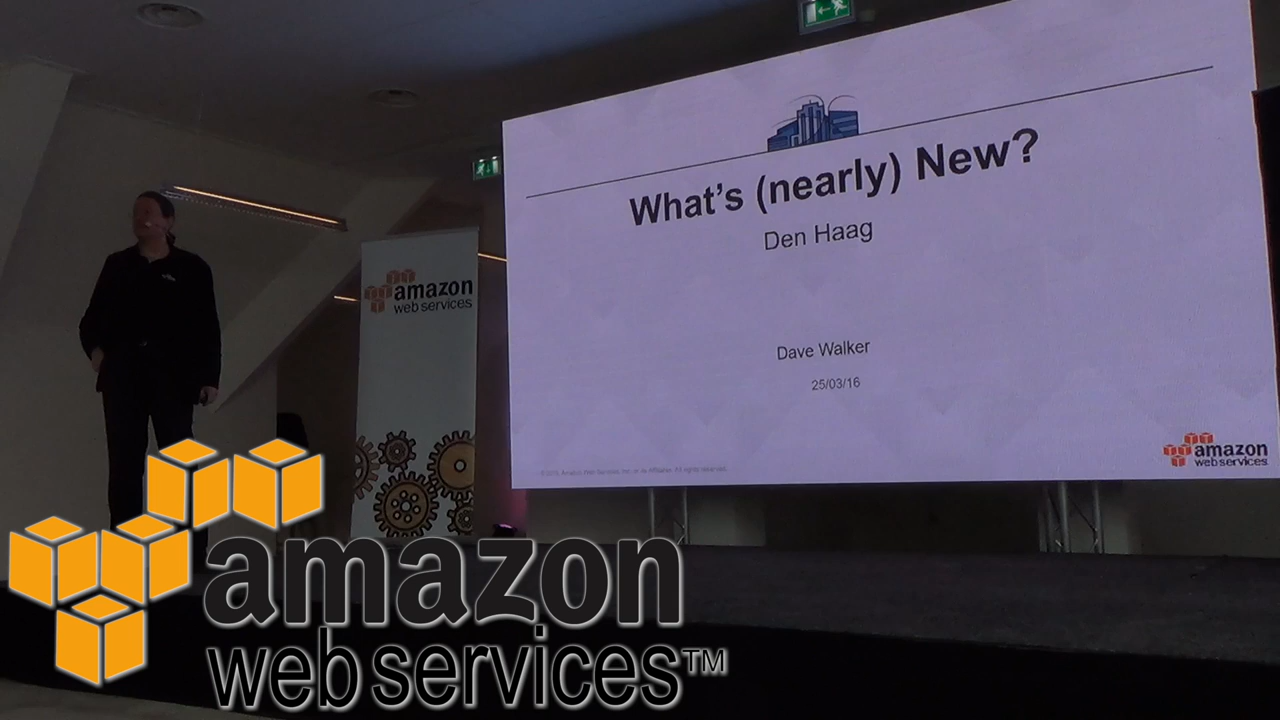 What's (nearly) New?
Den Haag
Dave Walker
25/03/16
amazon
web services
amazon
web services
amazon
web services™